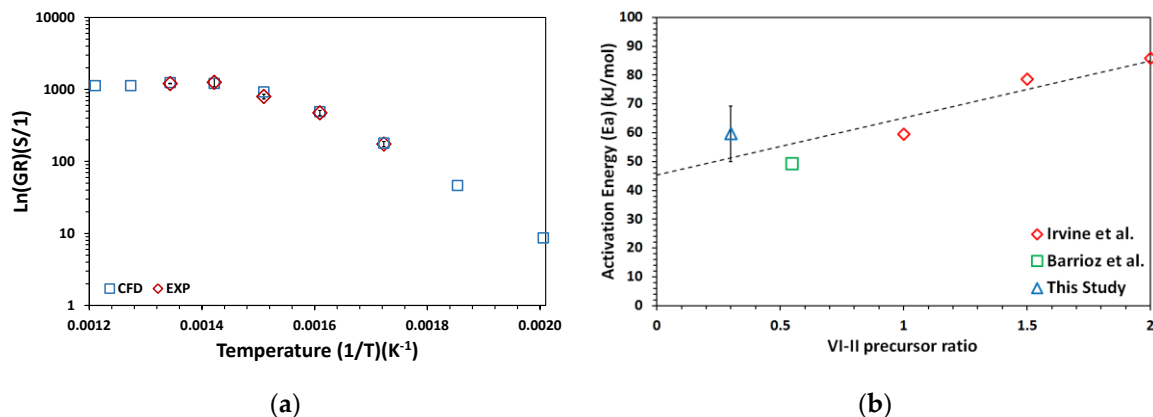 10000
1000
100
10
1
Ln(GR)(S/1)
CFD EXP
0.0012 0.0014 0.0016 0.0018 0.0020
Temperature (1/T)(K⁻¹)
(a)
100
90
80
70
60
50
40
30
20
10
0
Activation Energy (Ea) (kJ/mol)
Irvine et al.
Barrioz et al.
This Study
0 0.5 1 1.5 2
VI-II precursor ratio
(b)